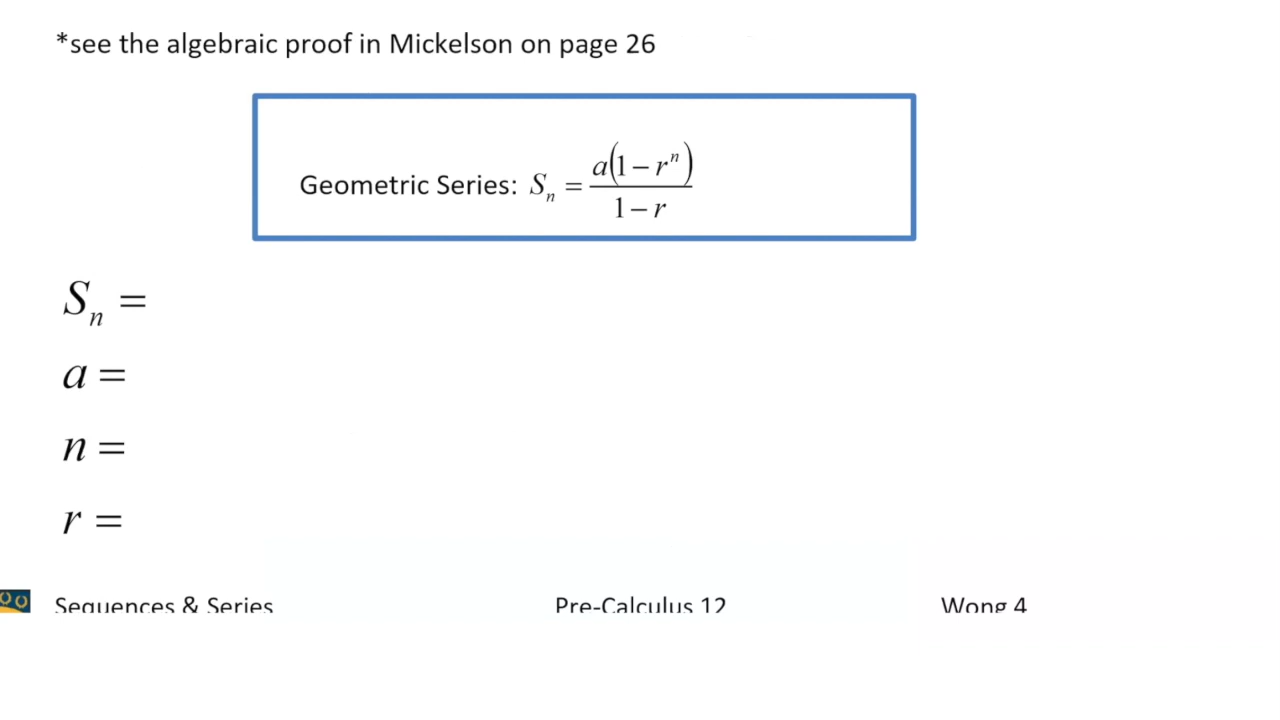 *see the algebraic proof in Mickelson on page 26
Geometric Series: Sₙ = a(1 − rⁿ) / (1 − r)
Sₙ =
a =
n =
r =
Sequences & Series Pre-Calculus 12 Wong 4